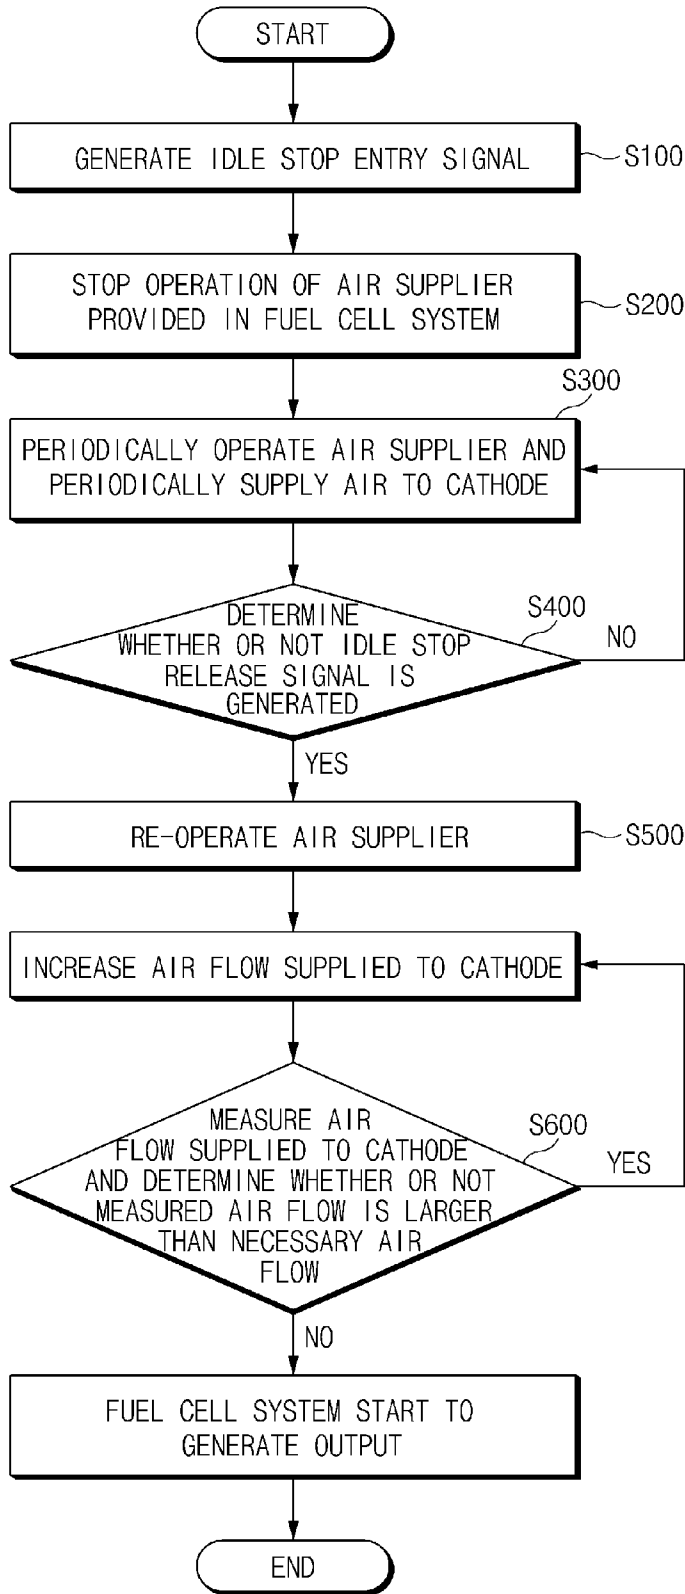 START
GENERATE IDLE STOP ENTRY SIGNAL
S100
STOP OPERATION OF AIR SUPPLIER
PROVIDED IN FUEL CELL SYSTEM
S200
S300
PERIODICALLY OPERATE AIR SUPPLIER AND
PERIODICALLY SUPPLY AIR TO CATHODE
DETERMINE
WHETHER OR NOT IDLE STOP
RELEASE SIGNAL IS
GENERATED
S400
NO
YES
RE-OPERATE AIR SUPPLIER
S500
INCREASE AIR FLOW SUPPLIED TO CATHODE
MEASURE AIR
FLOW SUPPLIED TO CATHODE
AND DETERMINE WHETHER OR NOT
MEASURED AIR FLOW IS LARGER
THAN NECESSARY AIR
FLOW
S600
YES
NO
FUEL CELL SYSTEM START TO
GENERATE OUTPUT
END